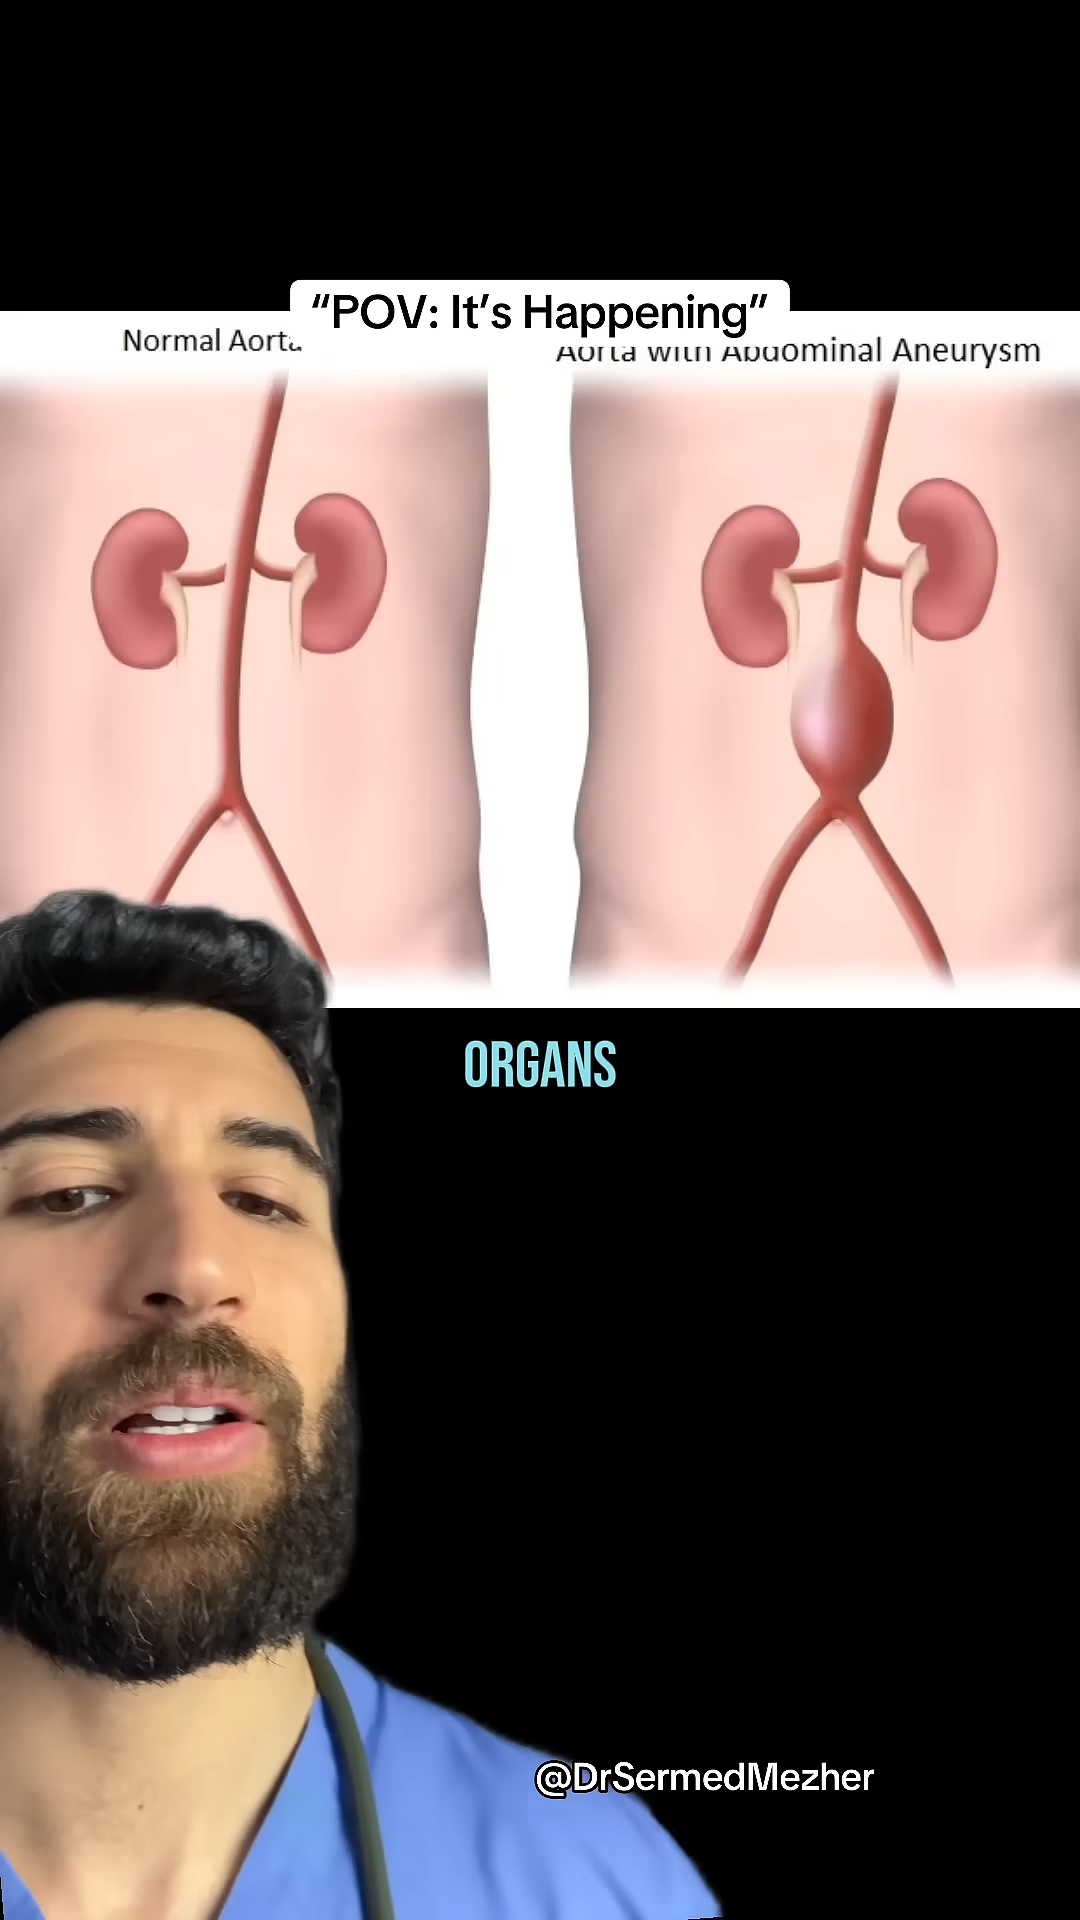 “POV: It’s Happening”
Normal Aorta
Aorta with Abdominal Aneurysm
ORGANS
@DrSermedMezher